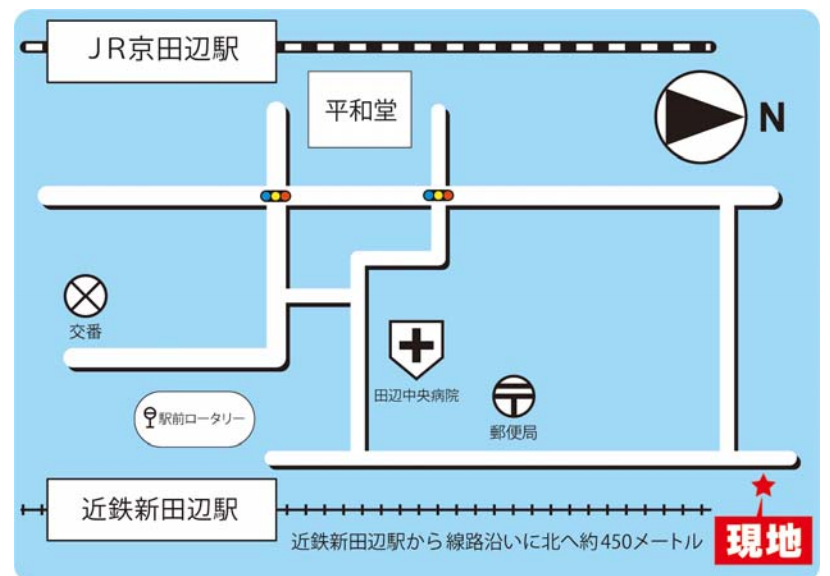 JR京田辺駅
平和堂
N
交番
田辺中央病院
駅前ロータリー
郵便局
近鉄新田辺駅
近鉄新田辺駅から線路沿いに北へ約450メートル
現地